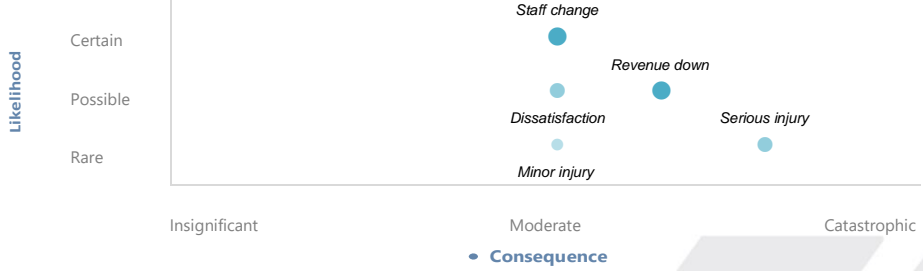 Staff change
Certain
Revenue down
Likelihood
Possible
Dissatisfaction
Serious injury
Rare
Minor injury
Insignificant
Moderate
Catastrophic
• Consequence